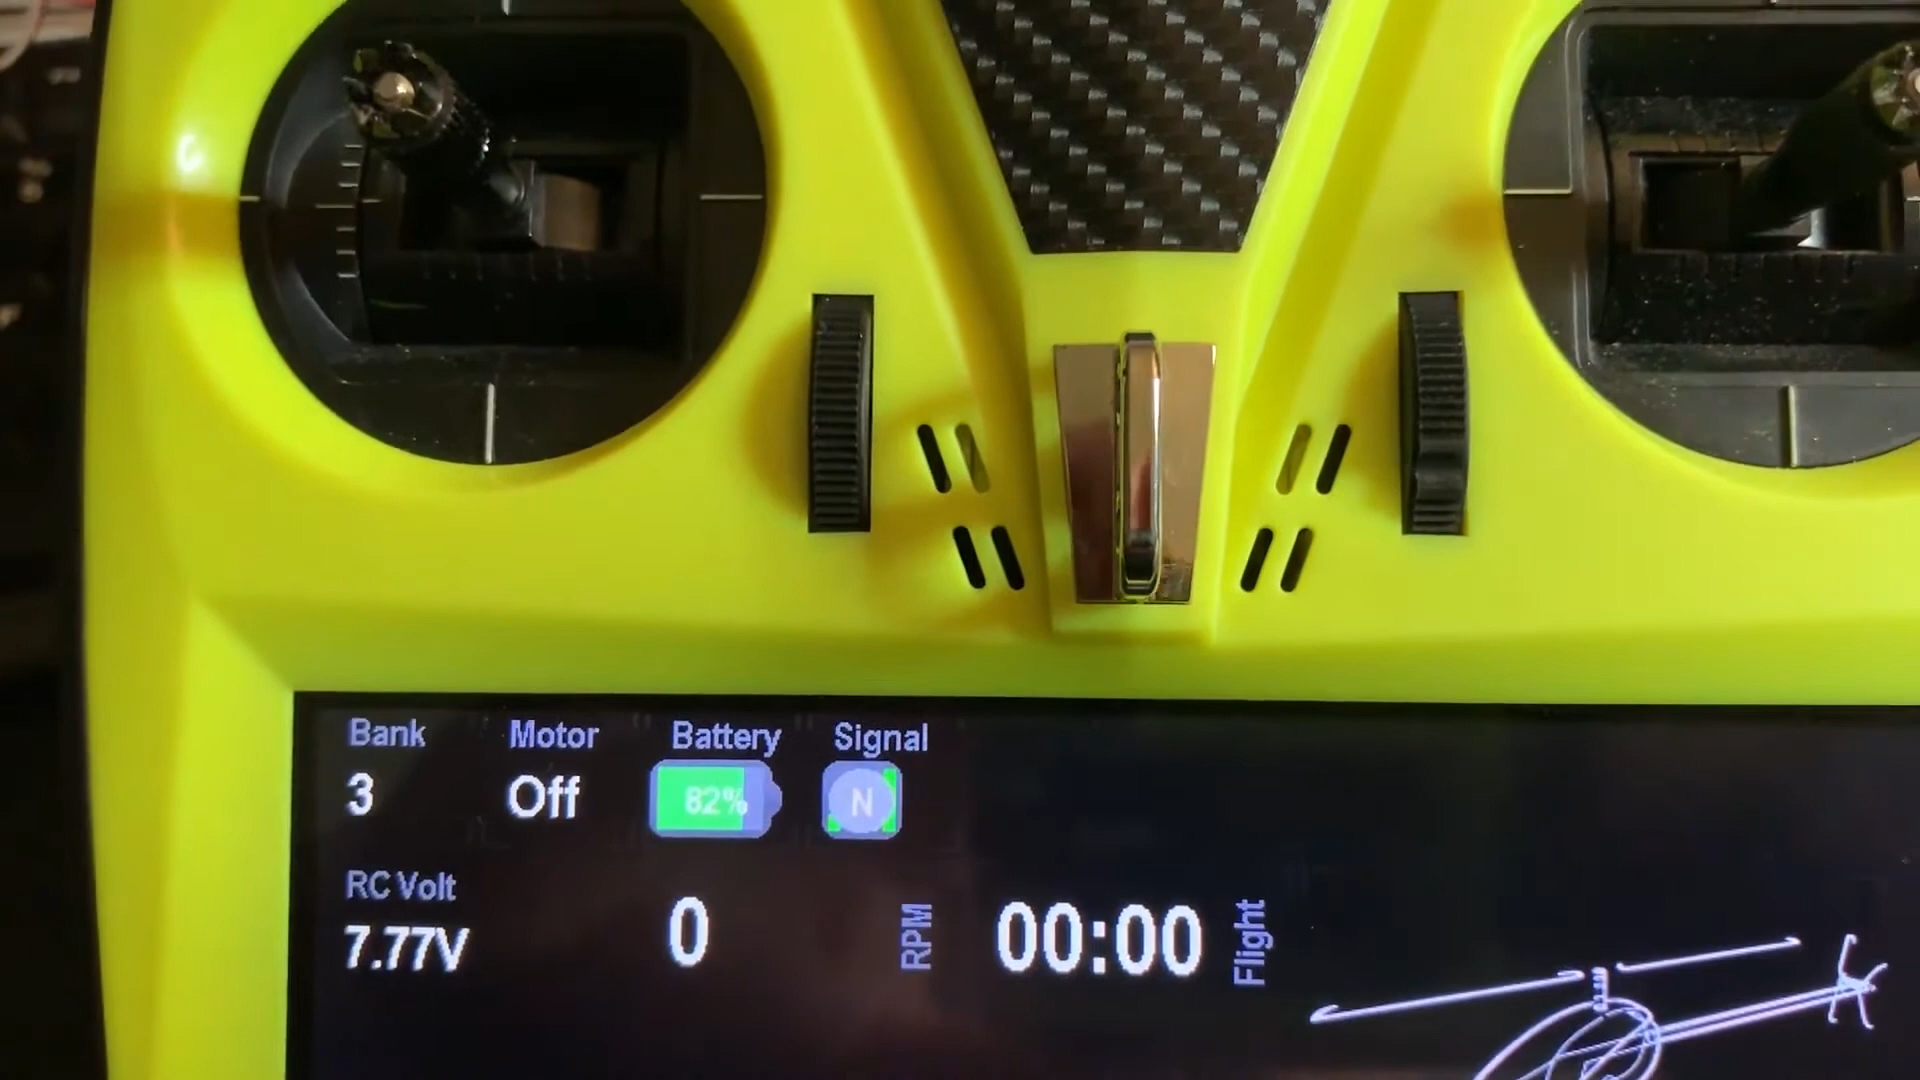 Bank Motor Battery Signal
3 Off 82% N
RC Volt
7.77V 0 RPM 00:00 Flight